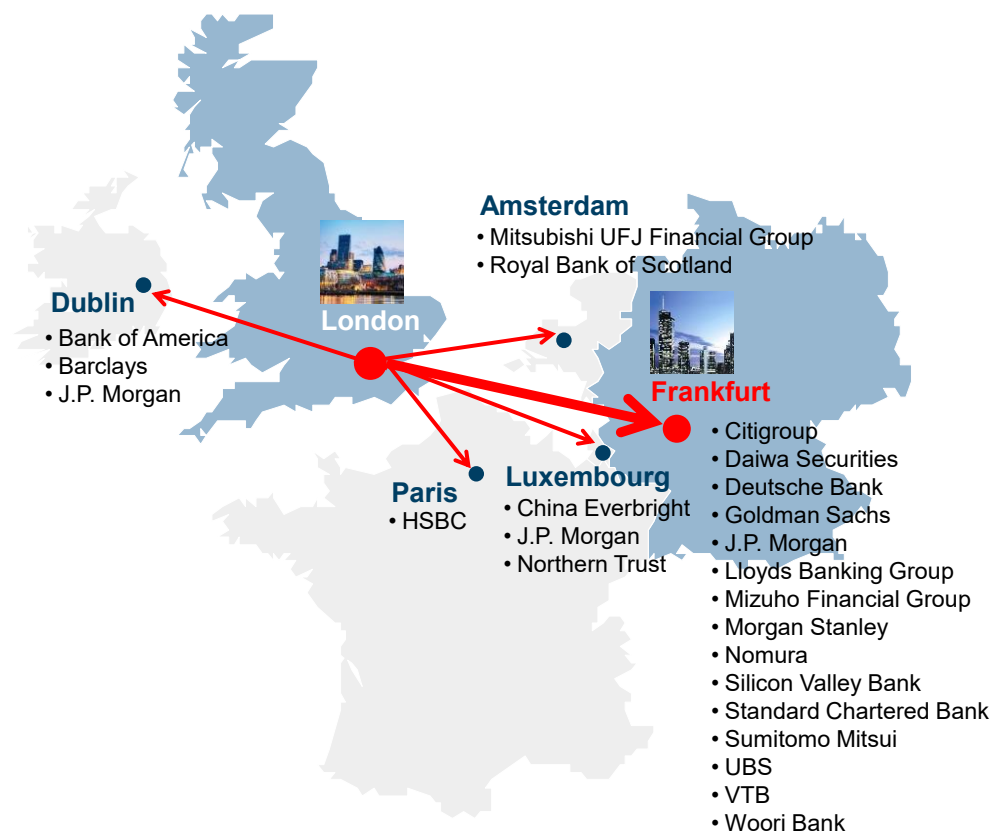 Amsterdam
• Mitsubishi UFJ Financial Group
• Royal Bank of Scotland
Dublin
• Bank of America
• Barclays
• J.P. Morgan
London
Frankfurt
• Citigroup
• Daiwa Securities
• Deutsche Bank
• Goldman Sachs
• J.P. Morgan
• Lloyds Banking Group
• Mizuho Financial Group
• Morgan Stanley
• Nomura
• Silicon Valley Bank
• Standard Chartered Bank
• Sumitomo Mitsui
• UBS
• VTB
• Woori Bank
Paris
• HSBC
Luxembourg
• China Everbright
• J.P. Morgan
• Northern Trust